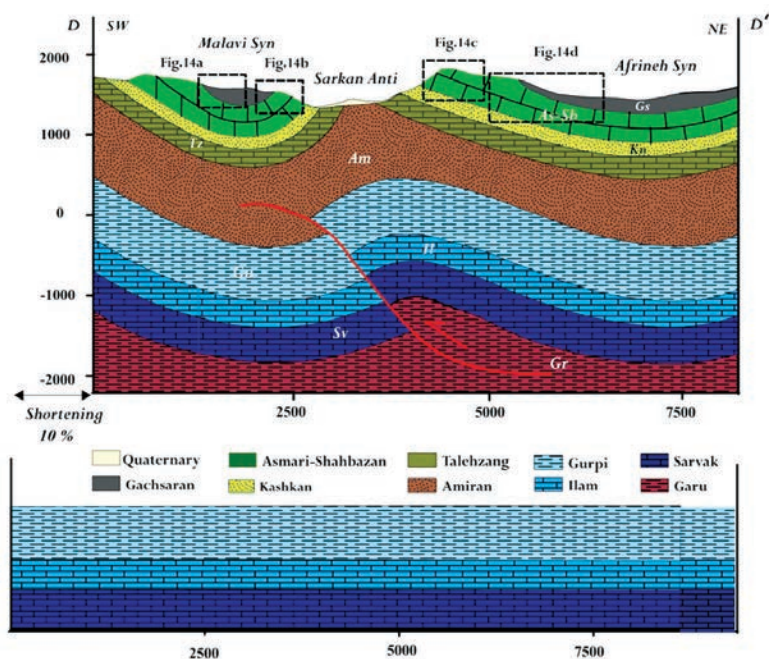 D SW NE D'
Malavi Syn Fig.14c Fig.14d
Fig.14a Fig.14b Sarkan Anti Afrineh Syn
2000
1000
0
-1000
-2000
Gs
As-Sb
Tz
Kn
Am
Il
Sv
Gr
Shortening
10 %
2500 5000 7500
Quaternary Asmari-Shahbazan Talehzang Gurpi Sarvak
Gachsaran Kashkan Amiran Ilam Garu
2500 5000 7500